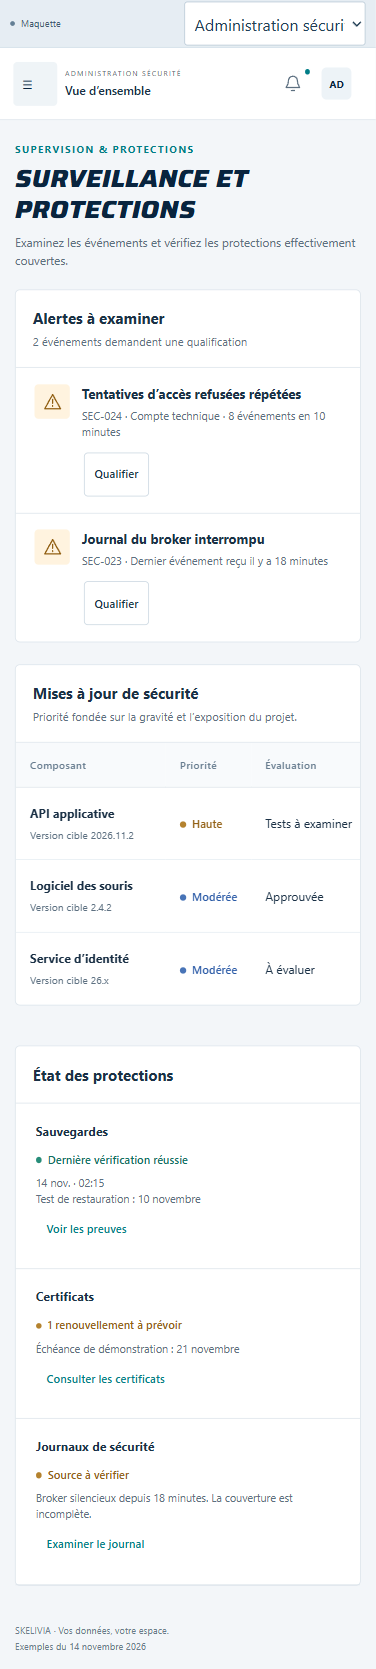 Maquette
Administration sécuri
ADMINISTRATION SÉCURITÉ
Vue d’ensemble
AD
SUPERVISION & PROTECTIONS
SURVEILLANCE ET
PROTECTIONS
Examinez les événements et vérifiez les protections effectivement
couvertes.
Alertes à examiner
2 événements demandent une qualification
Tentatives d’accès refusées répétées
SEC-024 · Compte technique · 8 événements en 10
minutes
Qualifier
Journal du broker interrompu
SEC-023 · Dernier événement reçu il y a 18 minutes
Qualifier
Mises à jour de sécurité
Priorité fondée sur la gravité et l’exposition du projet.
Composant Priorité Évaluation
API applicative
Version cible 2026.11.2
Haute
Tests à examiner
Logiciel des souris
Version cible 2.4.2
Modérée
Approuvée
Service d’identité
Version cible 26.x
Modérée
À évaluer
État des protections
Sauvegardes
Dernière vérification réussie
14 nov. · 02:15
Test de restauration : 10 novembre
Voir les preuves
Certificats
1 renouvellement à prévoir
Échéance de démonstration : 21 novembre
Consulter les certificats
Journaux de sécurité
Source à vérifier
Broker silencieux depuis 18 minutes. La couverture est
incomplète.
Examiner le journal
SKELIVIA · Vos données, votre espace.
Exemples du 14 novembre 2026